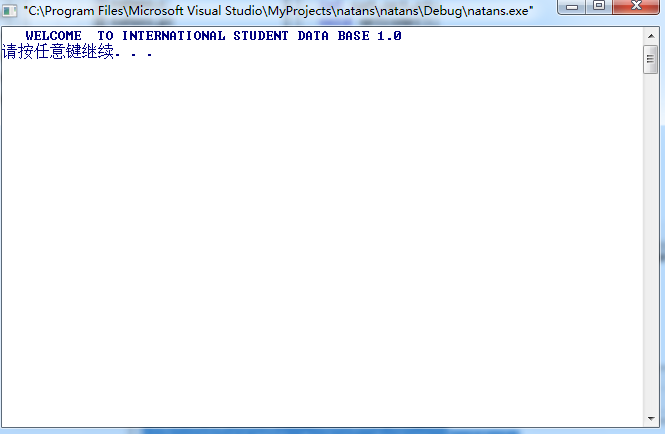 "C:\Program Files\Microsoft Visual Studio\MyProjects\natans\natans\Debug\natans.exe"
WELCOME  TO INTERNATIONAL STUDENT DATA BASE 1.0
请按任意键继续. . .